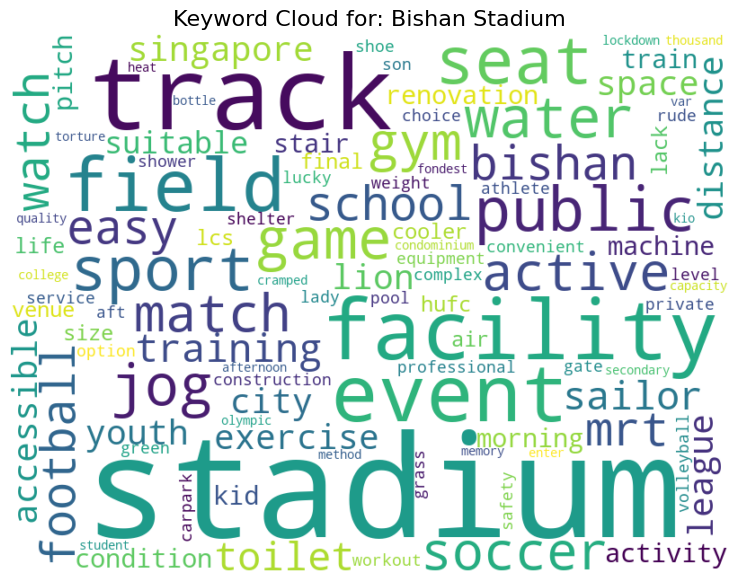 Keyword Cloud for: Bishan Stadium
watch
pitch
singapore
heat
track
shoe
son
seat
lockdown
thousand
train
space
bottle
renovation
choice
water
var
rude
distance
torture
suitable
stair
gym
final
shower
lucky
fondest
weight
bishan
athlete
lack
field
school
public
quality
easy
shelter
game
cooler
condominium
kio
life
lcs
equipment
convenient
machine
college
sport
cramped
lion
complex
active
level
capacity
service
aft
lady
pool
hufc
private
venue
match
size
air
facility
option
training
afternoon
construction
professional
gate
secondary
accessible
football
jog
city
event
sailor
youth
green
olympic
exercise
morning
mrt
volleyball
league
stadium
method
memory
enter
carpark
kid
grass
safety
student
condition
toilet
workout
soccer
activity